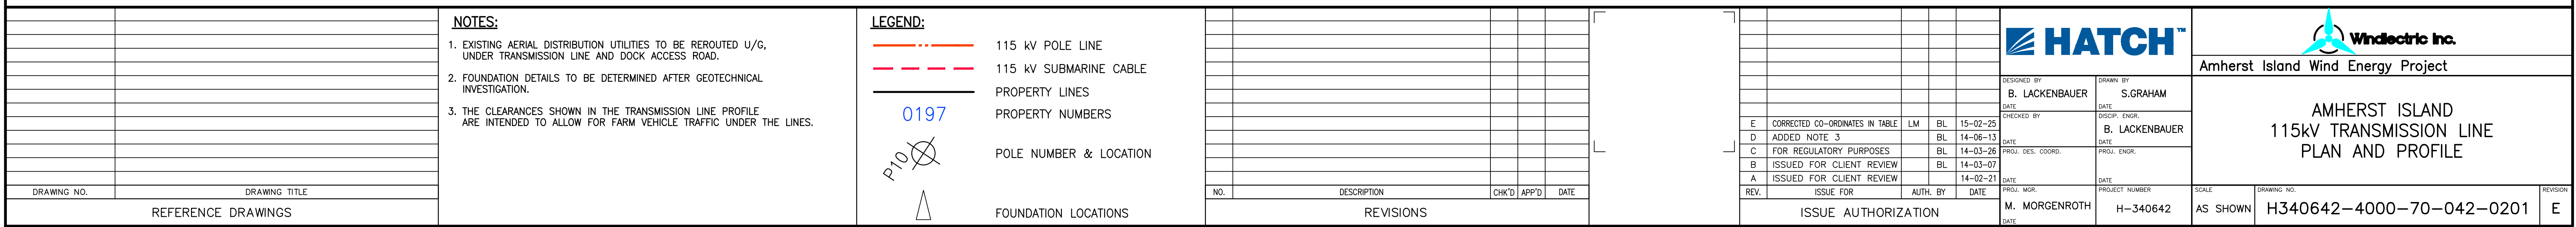 DRAWING NO. DRAWING TITLE
REFERENCE DRAWINGS
NOTES:
1. EXISTING AERIAL DISTRIBUTION UTILITIES TO BE REROUTED U/G,
UNDER TRANSMISSION LINE AND DOCK ACCESS ROAD.
2. FOUNDATION DETAILS TO BE DETERMINED AFTER GEOTECHNICAL
INVESTIGATION.
3. THE CLEARANCES SHOWN IN THE TRANSMISSION LINE PROFILE
ARE INTENDED TO ALLOW FOR FARM VEHICLE TRAFFIC UNDER THE LINES.
LEGEND:
115 kV POLE LINE
115 kV SUBMARINE CABLE
PROPERTY LINES
0197 PROPERTY NUMBERS
P10 POLE NUMBER & LOCATION
FOUNDATION LOCATIONS
NO. DESCRIPTION CHK'D APP'D DATE
REVISIONS
E CORRECTED CO-ORDINATES IN TABLE LM BL 15-02-25
D ADDED NOTE 3 BL 14-06-13
C FOR REGULATORY PURPOSES BL 14-03-26
B ISSUED FOR CLIENT REVIEW BL 14-03-07
A ISSUED FOR CLIENT REVIEW 14-02-21
REV. ISSUE FOR AUTH. BY DATE
ISSUE AUTHORIZATION
HATCH™
DESIGNED BY DRAWN BY
B. LACKENBAUER S.GRAHAM
DATE DATE
CHECKED BY DISCIP. ENGR.
B. LACKENBAUER
DATE DATE
PROJ. DES. COORD. PROJ. ENGR.
DATE DATE
PROJ. MGR. PROJECT NUMBER
M. MORGENROTH H-340642
DATE
Windlectric Inc.
Amherst Island Wind Energy Project
AMHERST ISLAND
115kV TRANSMISSION LINE
PLAN AND PROFILE
SCALE DRAWING NO. REVISION
AS SHOWN H340642-4000-70-042-0201 E